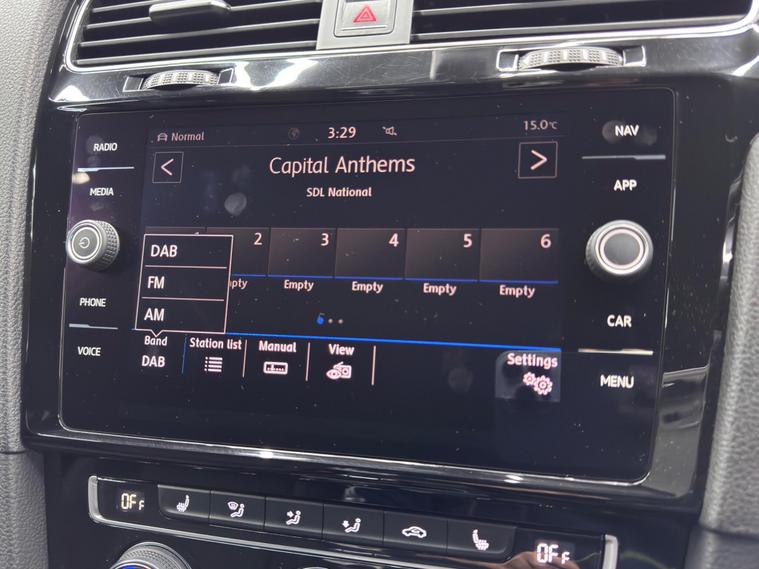 RADIO
MEDIA
PHONE
VOICE
Normal
3:29
15.0°C
Capital Anthems
SDL National
2 3 4 5 6
mpty Empty Empty Empty Empty
DAB
FM
AM
Band
DAB
Station list
Manual
View
Settings
NAV
APP
CAR
MENU
OFF
OFF